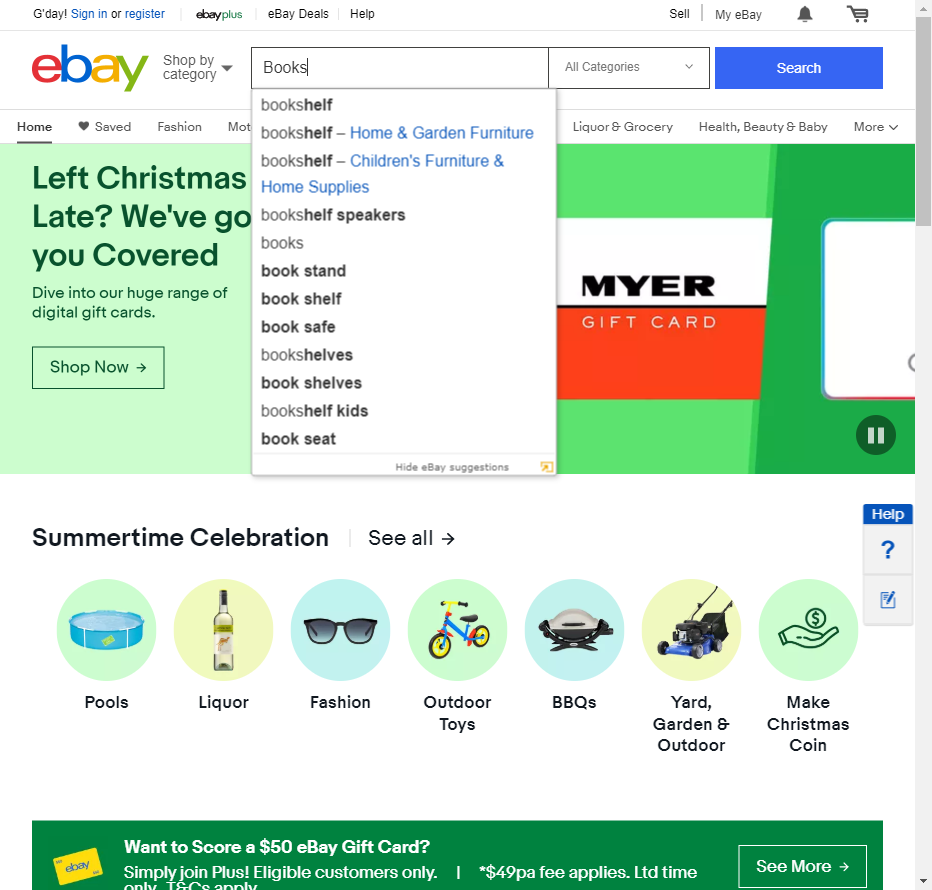 G'day! Sign in or register
ebayplus
eBay Deals
Help
Sell
My eBay
ebay
Shop by
category
Books
All Categories
Search
Home
Saved
Fashion
Mot
Liquor & Grocery
Health, Beauty & Baby
More
bookshelf
bookshelf – Home & Garden Furniture
bookshelf – Children's Furniture &
Home Supplies
bookshelf speakers
books
book stand
book shelf
book safe
bookshelves
book shelves
bookshelf kids
book seat
Hide eBay suggestions
Left Christmas
Late? We've go
you Covered
Dive into our huge range of
digital gift cards.
Shop Now →
MYER
GIFT CARD
Help
?
Summertime Celebration
See all →
Pools
Liquor
Fashion
Outdoor
Toys
BBQs
Yard,
Garden &
Outdoor
Make
Christmas
Coin
ebay
Want to Score a $50 eBay Gift Card?
Simply join Plus! Eligible customers only. | *$49pa fee applies. Ltd time
only. T&Cs apply
See More →